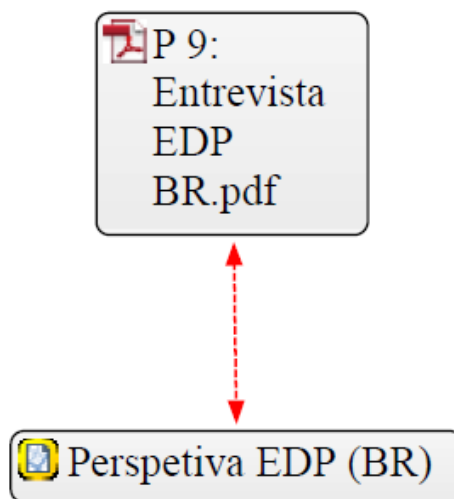 P 9:
Entrevista
EDP
BR.pdf
Perspetiva EDP (BR)